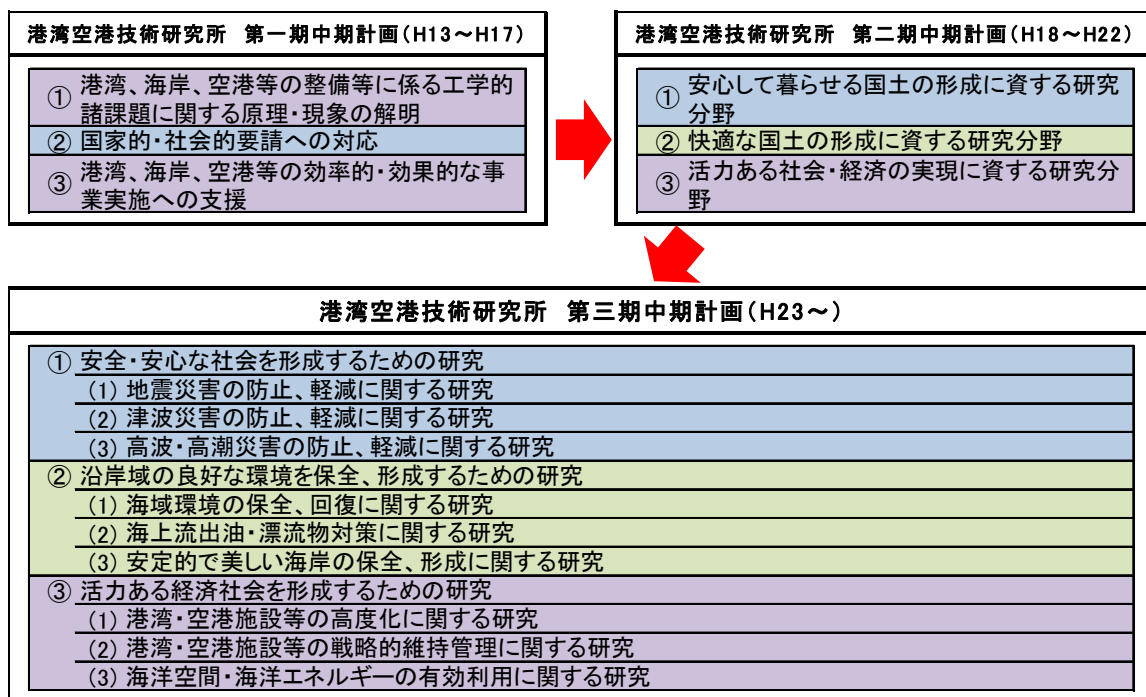 港湾空港技術研究所 第一期中期計画(H13～H17)
① 港湾、海岸、空港等の整備等に係る工学的
諸課題に関する原理・現象の解明
② 国家的・社会的要請への対応
③ 港湾、海岸、空港等の効率的・効果的な事
業実施への支援
港湾空港技術研究所 第二期中期計画(H18～H22)
① 安心して暮らせる国土の形成に資する研究
分野
② 快適な国土の形成に資する研究分野
③ 活力ある社会・経済の実現に資する研究分
野
港湾空港技術研究所 第三期中期計画(H23～)
① 安全・安心な社会を形成するための研究
(1) 地震災害の防止、軽減に関する研究
(2) 津波災害の防止、軽減に関する研究
(3) 高波・高潮災害の防止、軽減に関する研究
② 沿岸域の良好な環境を保全、形成するための研究
(1) 海域環境の保全、回復に関する研究
(2) 海上流出油・漂流物対策に関する研究
(3) 安定的で美しい海岸の保全、形成に関する研究
③ 活力ある経済社会を形成するための研究
(1) 港湾・空港施設等の高度化に関する研究
(2) 港湾・空港施設等の戦略的維持管理に関する研究
(3) 海洋空間・海洋エネルギーの有効利用に関する研究